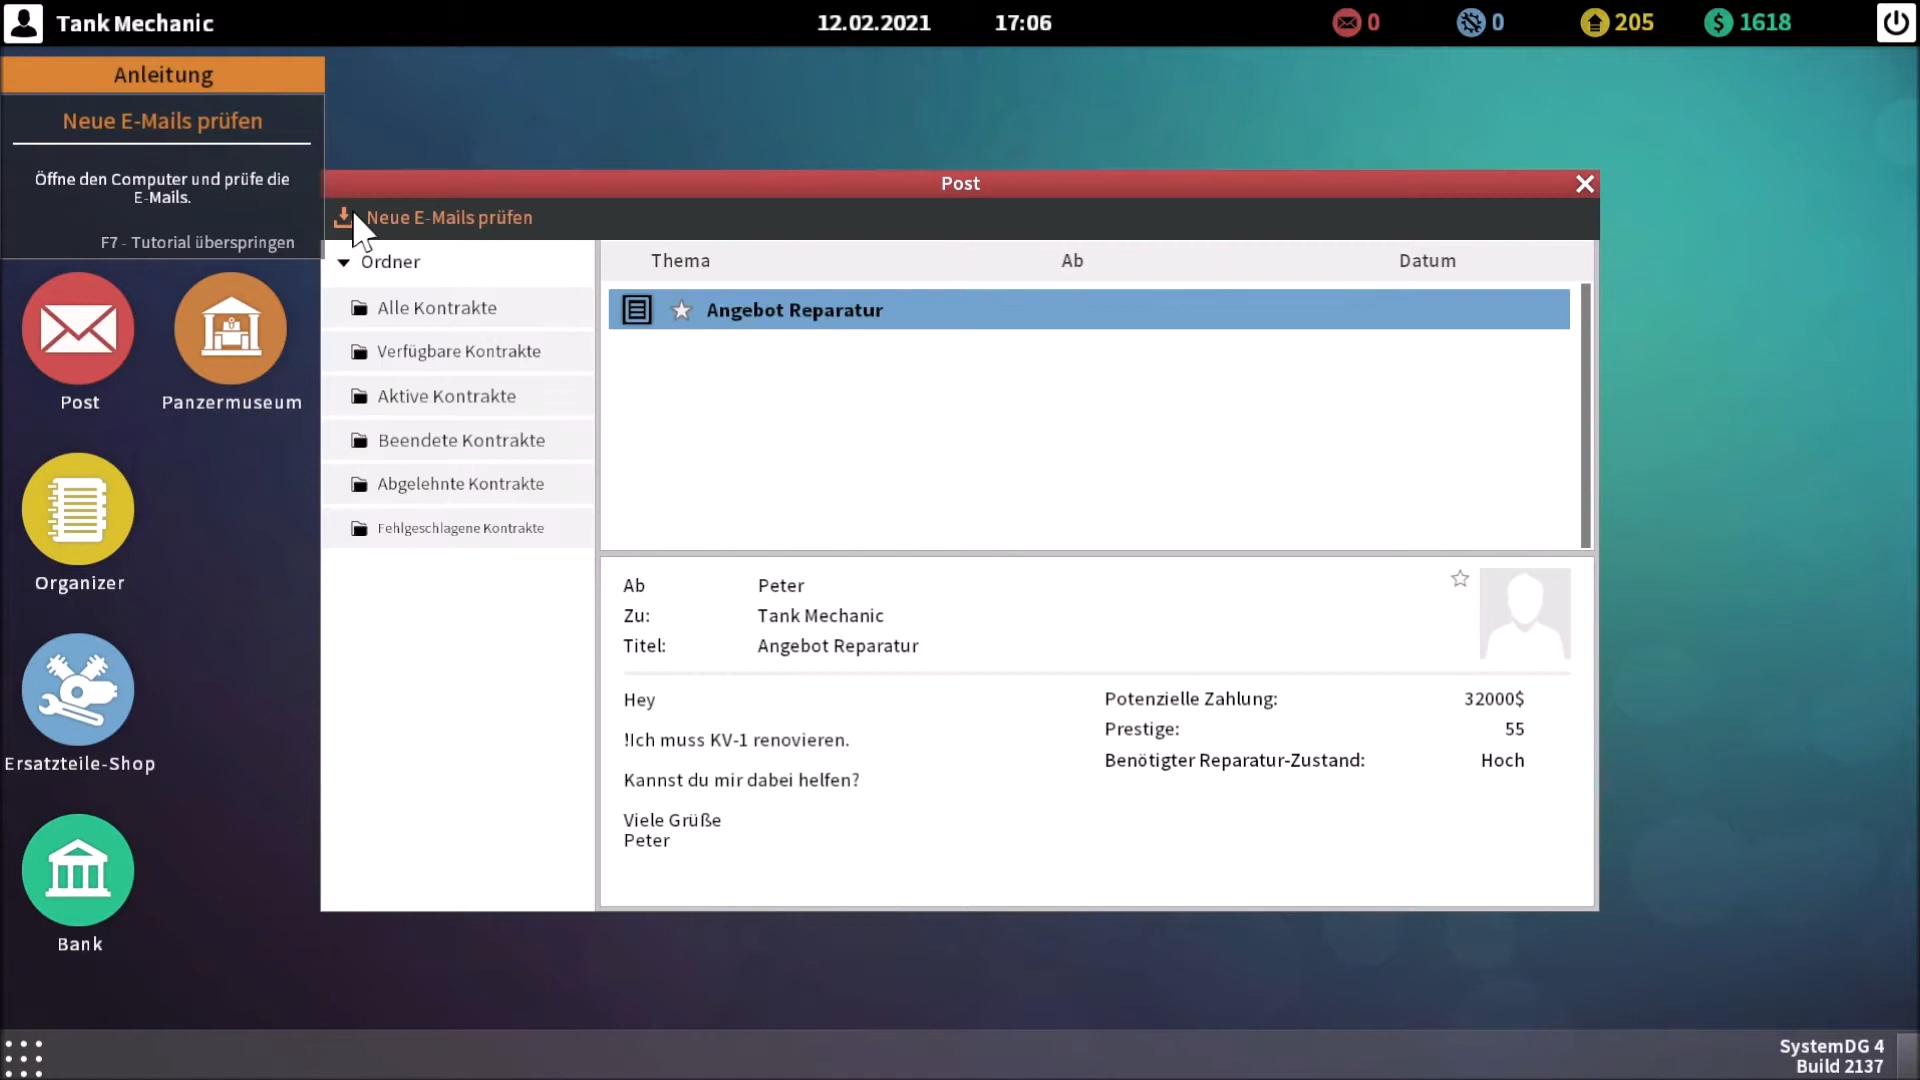 Tank Mechanic
12.02.2021
17:06
0
0
205
1618
Anleitung
Neue E-Mails prüfen
Öffne den Computer und prüfe die
E-Mails.
F7 - Tutorial überspringen
Post
Panzermuseum
Organizer
Ersatzteile-Shop
Bank
Post
Neue E-Mails prüfen
Ordner
Alle Kontrakte
Verfügbare Kontrakte
Aktive Kontrakte
Beendete Kontrakte
Abgelehnte Kontrakte
Fehlgeschlagene Kontrakte
Thema Ab Datum
Angebot Reparatur
Ab Peter
Zu: Tank Mechanic
Titel: Angebot Reparatur
Hey
!Ich muss KV-1 renovieren.
Kannst du mir dabei helfen?
Viele Grüße
Peter
Potenzielle Zahlung: 32000$
Prestige: 55
Benötigter Reparatur-Zustand: Hoch
SystemDG 4
Build 2137